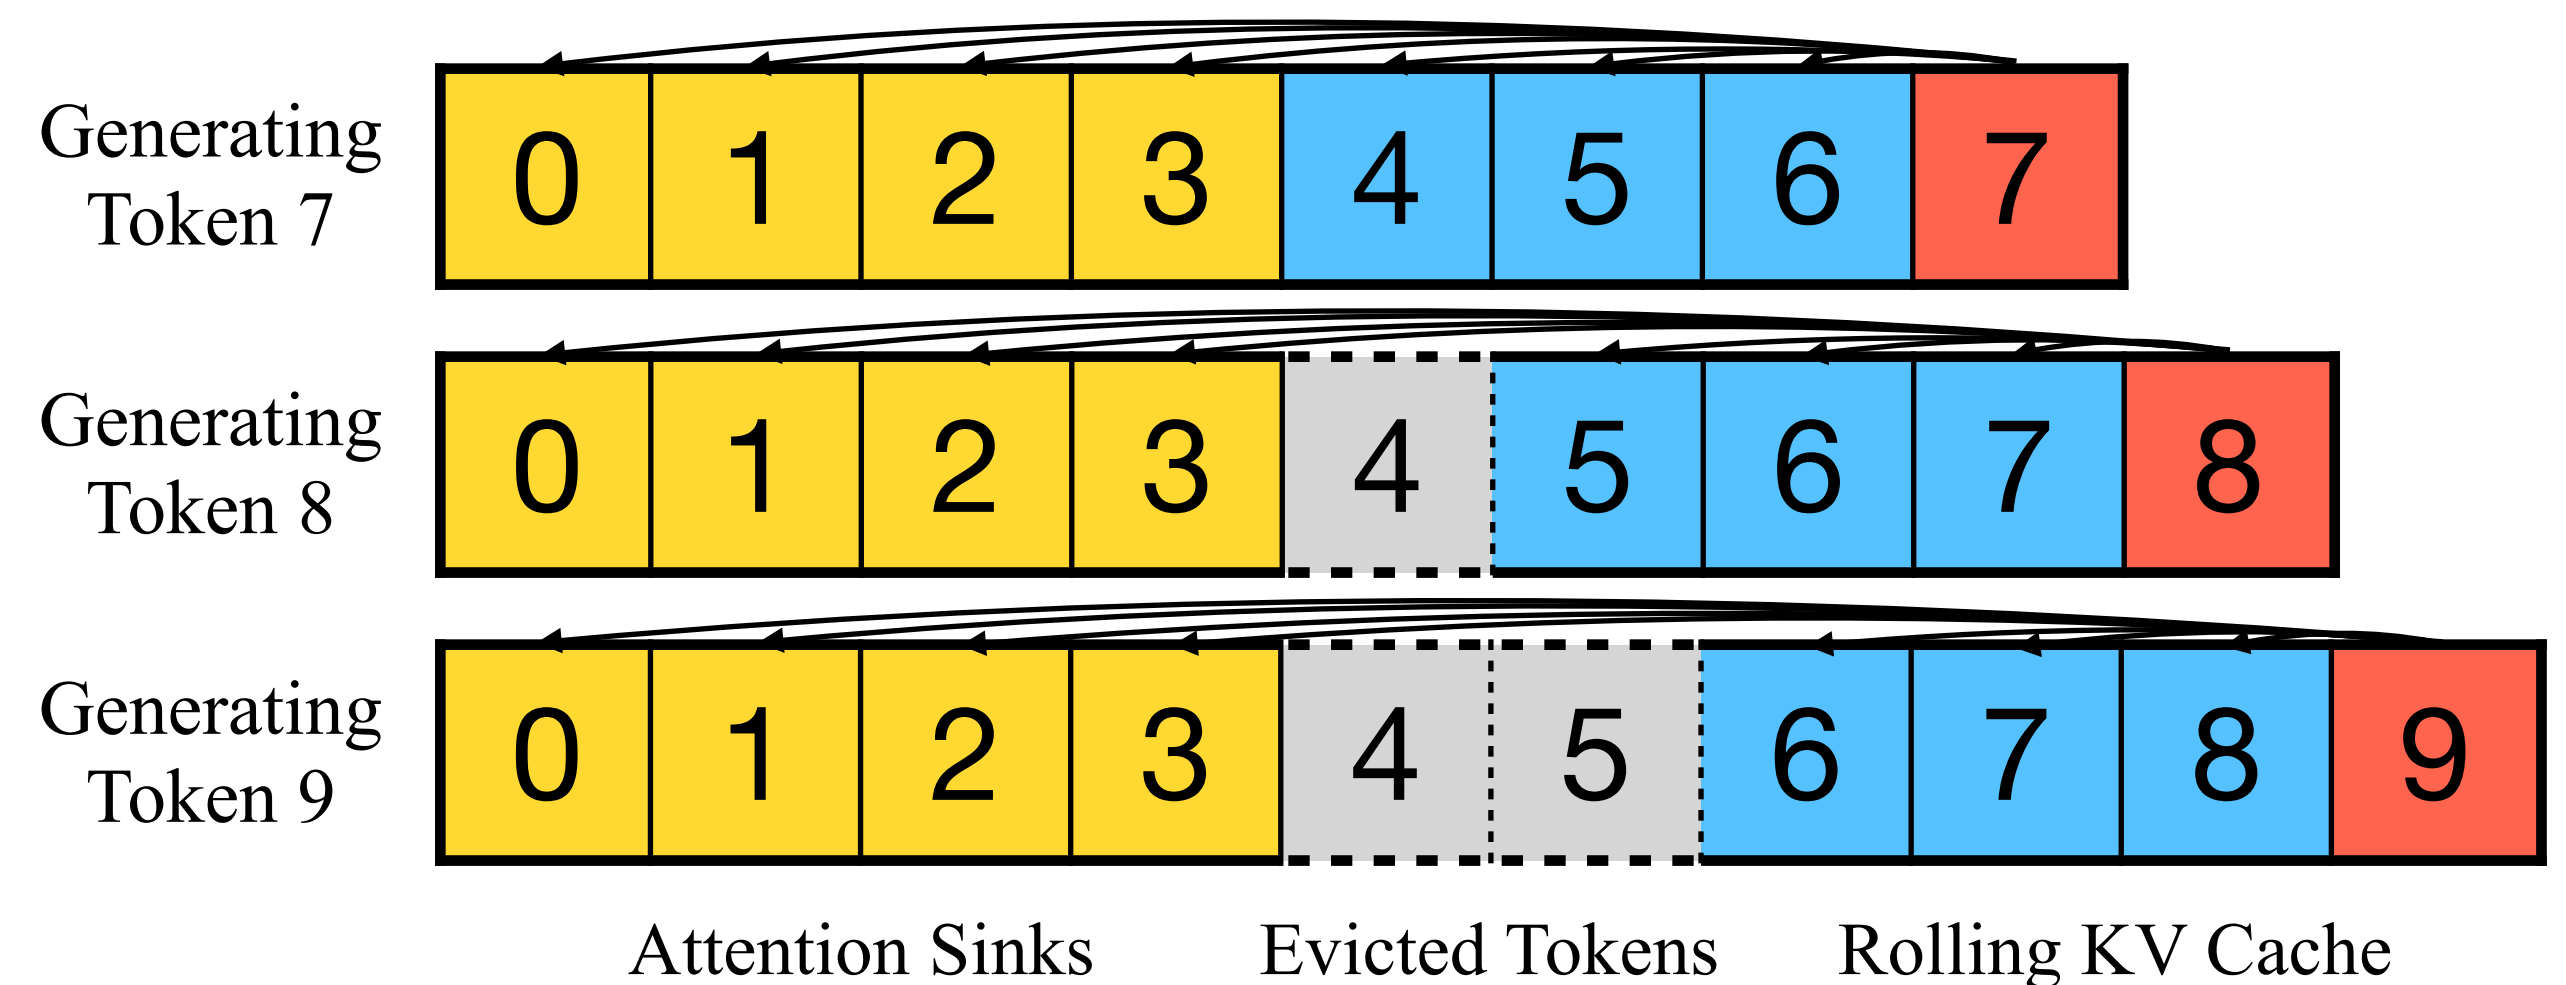 Generating
Token 7
0 1 2 3 4 5 6 7
Generating
Token 8
0 1 2 3 4 5 6 7 8
Generating
Token 9
0 1 2 3 4 5 6 7 8 9
Attention Sinks Evicted Tokens Rolling KV Cache